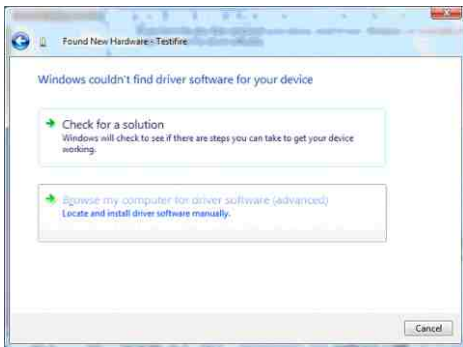 Found New Hardware - Testifire
Windows couldn't find driver software for your device
Check for a solution
Windows will check to see if there are steps you can take to get your device
working.
Browse my computer for driver software (advanced)
Locate and install driver software manually.
Cancel